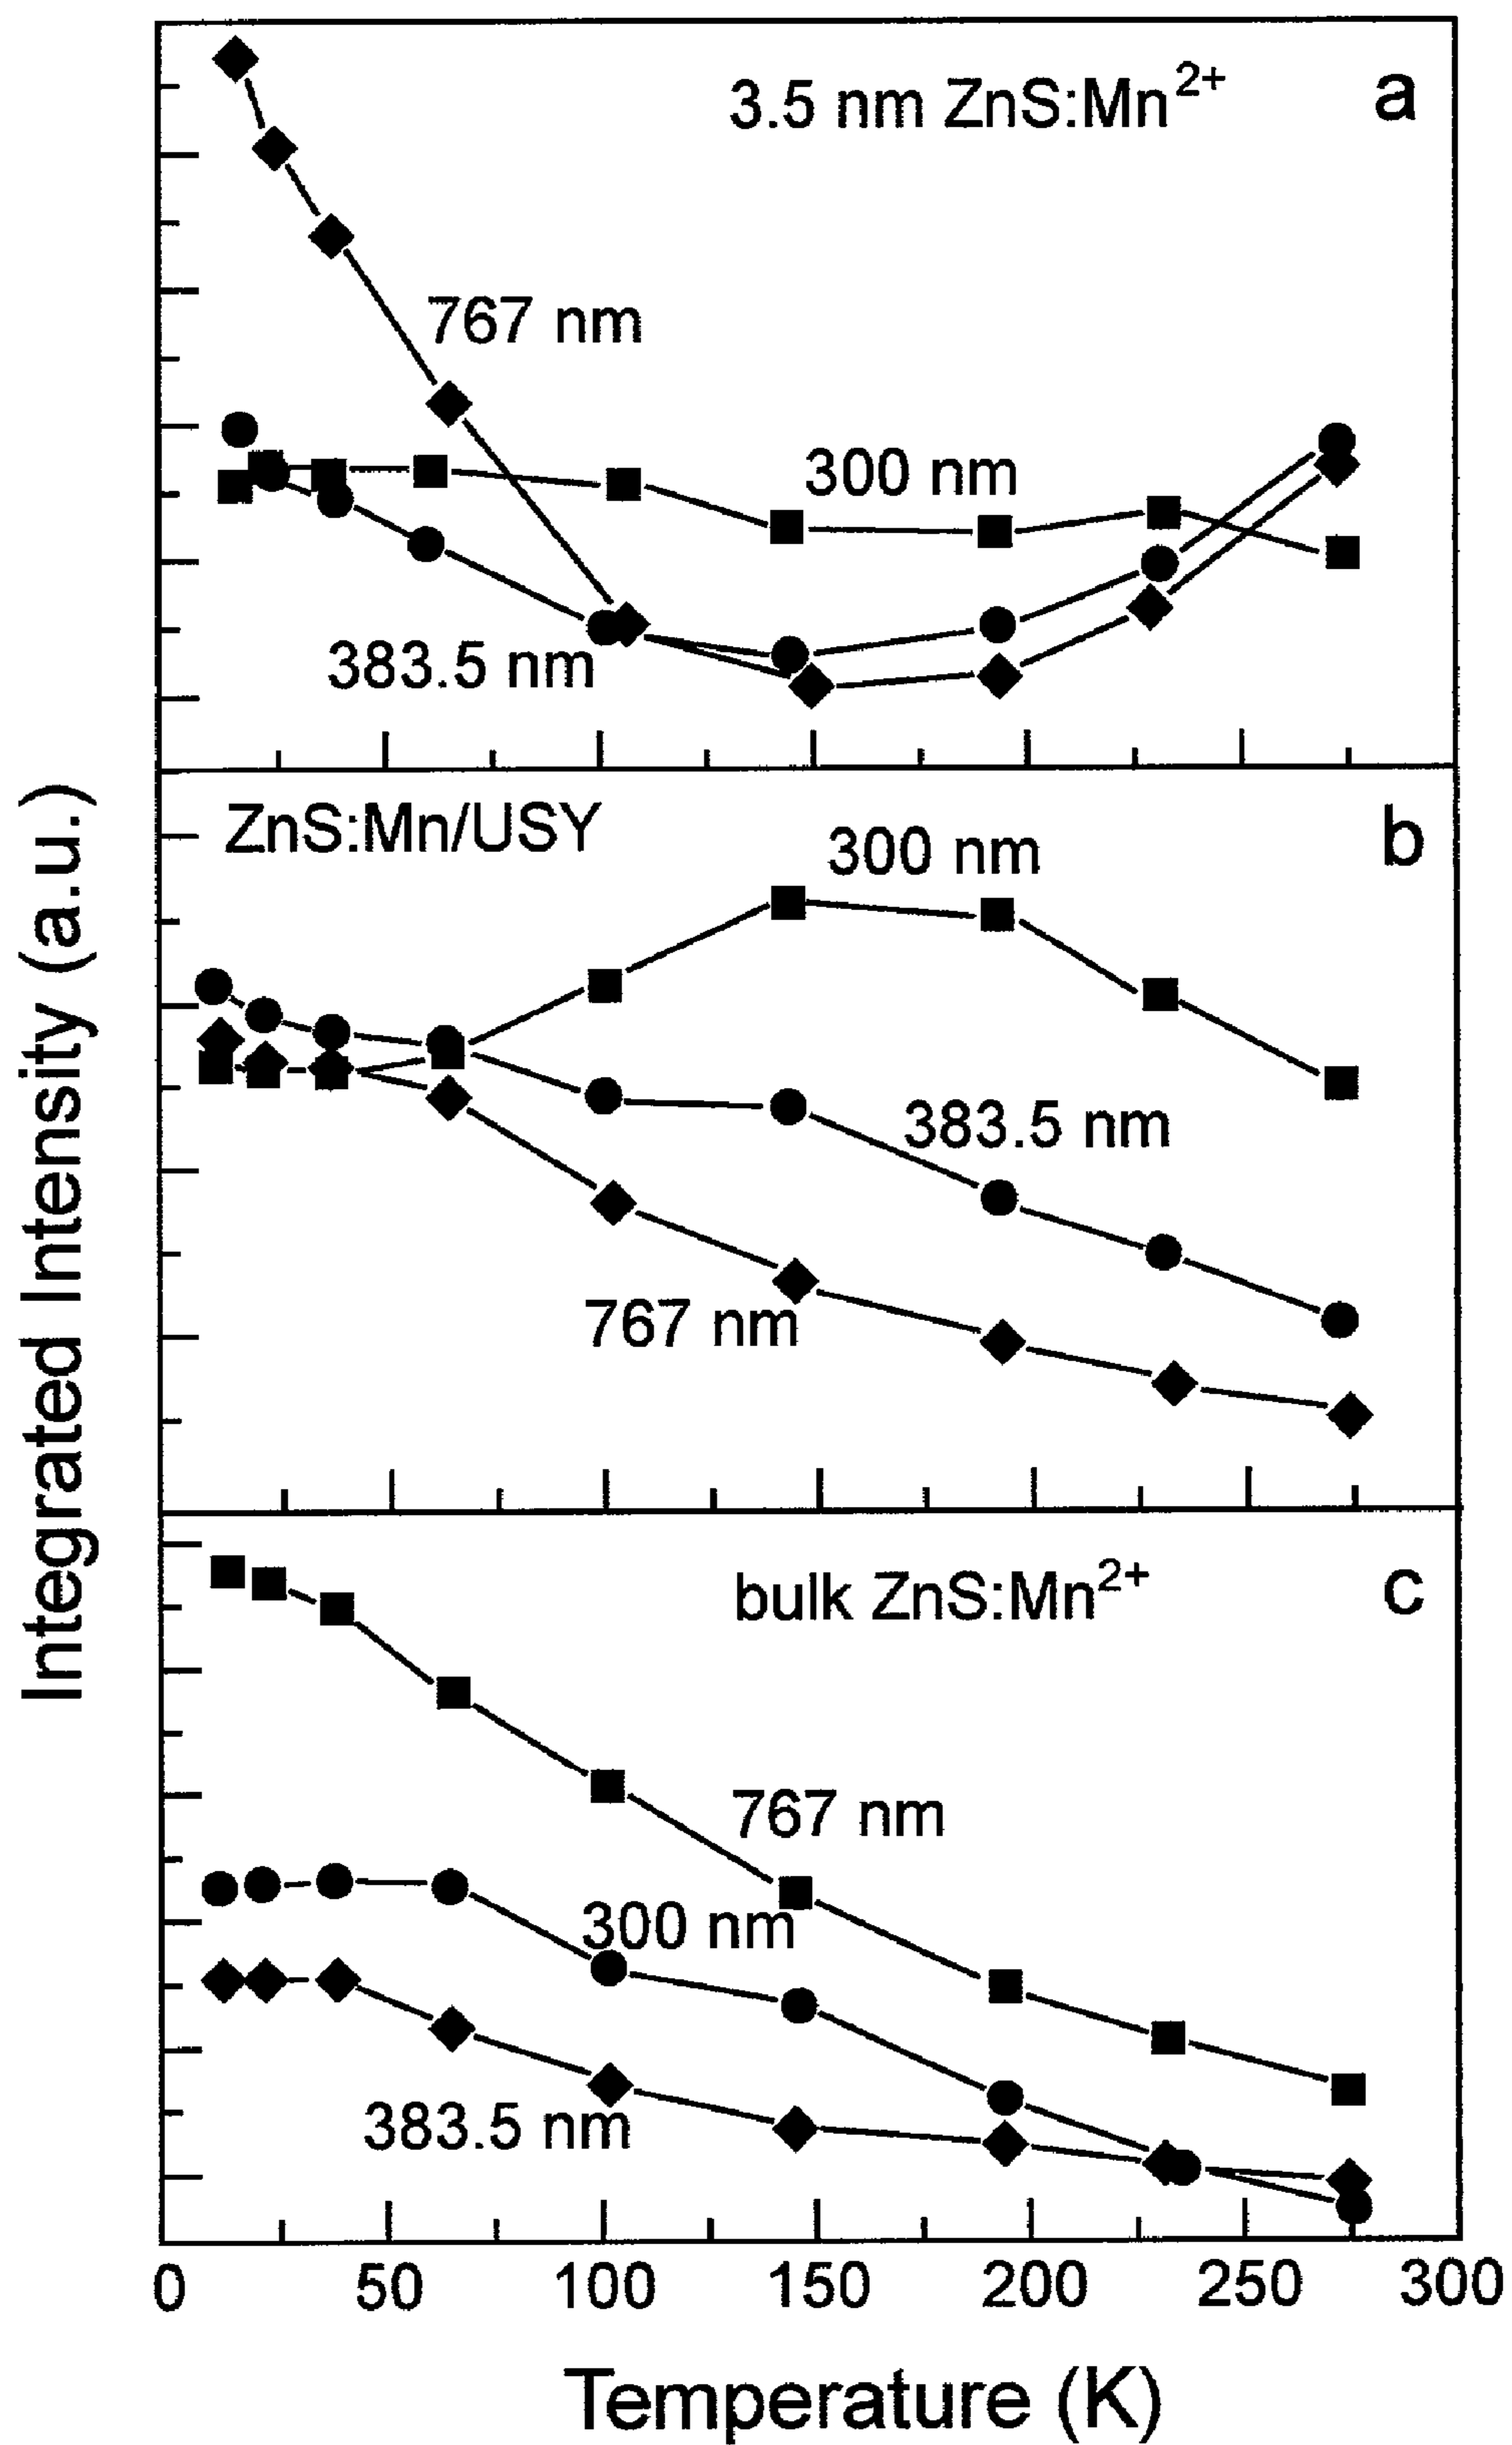 3.5 nm ZnS:Mn²⁺
a
767 nm
300 nm
383.5 nm
ZnS:Mn/USY
300 nm
b
383.5 nm
767 nm
bulk ZnS:Mn²⁺
c
767 nm
300 nm
383.5 nm
Integrated Intensity (a.u.)
0 50 100 150 200 250 300
Temperature (K)